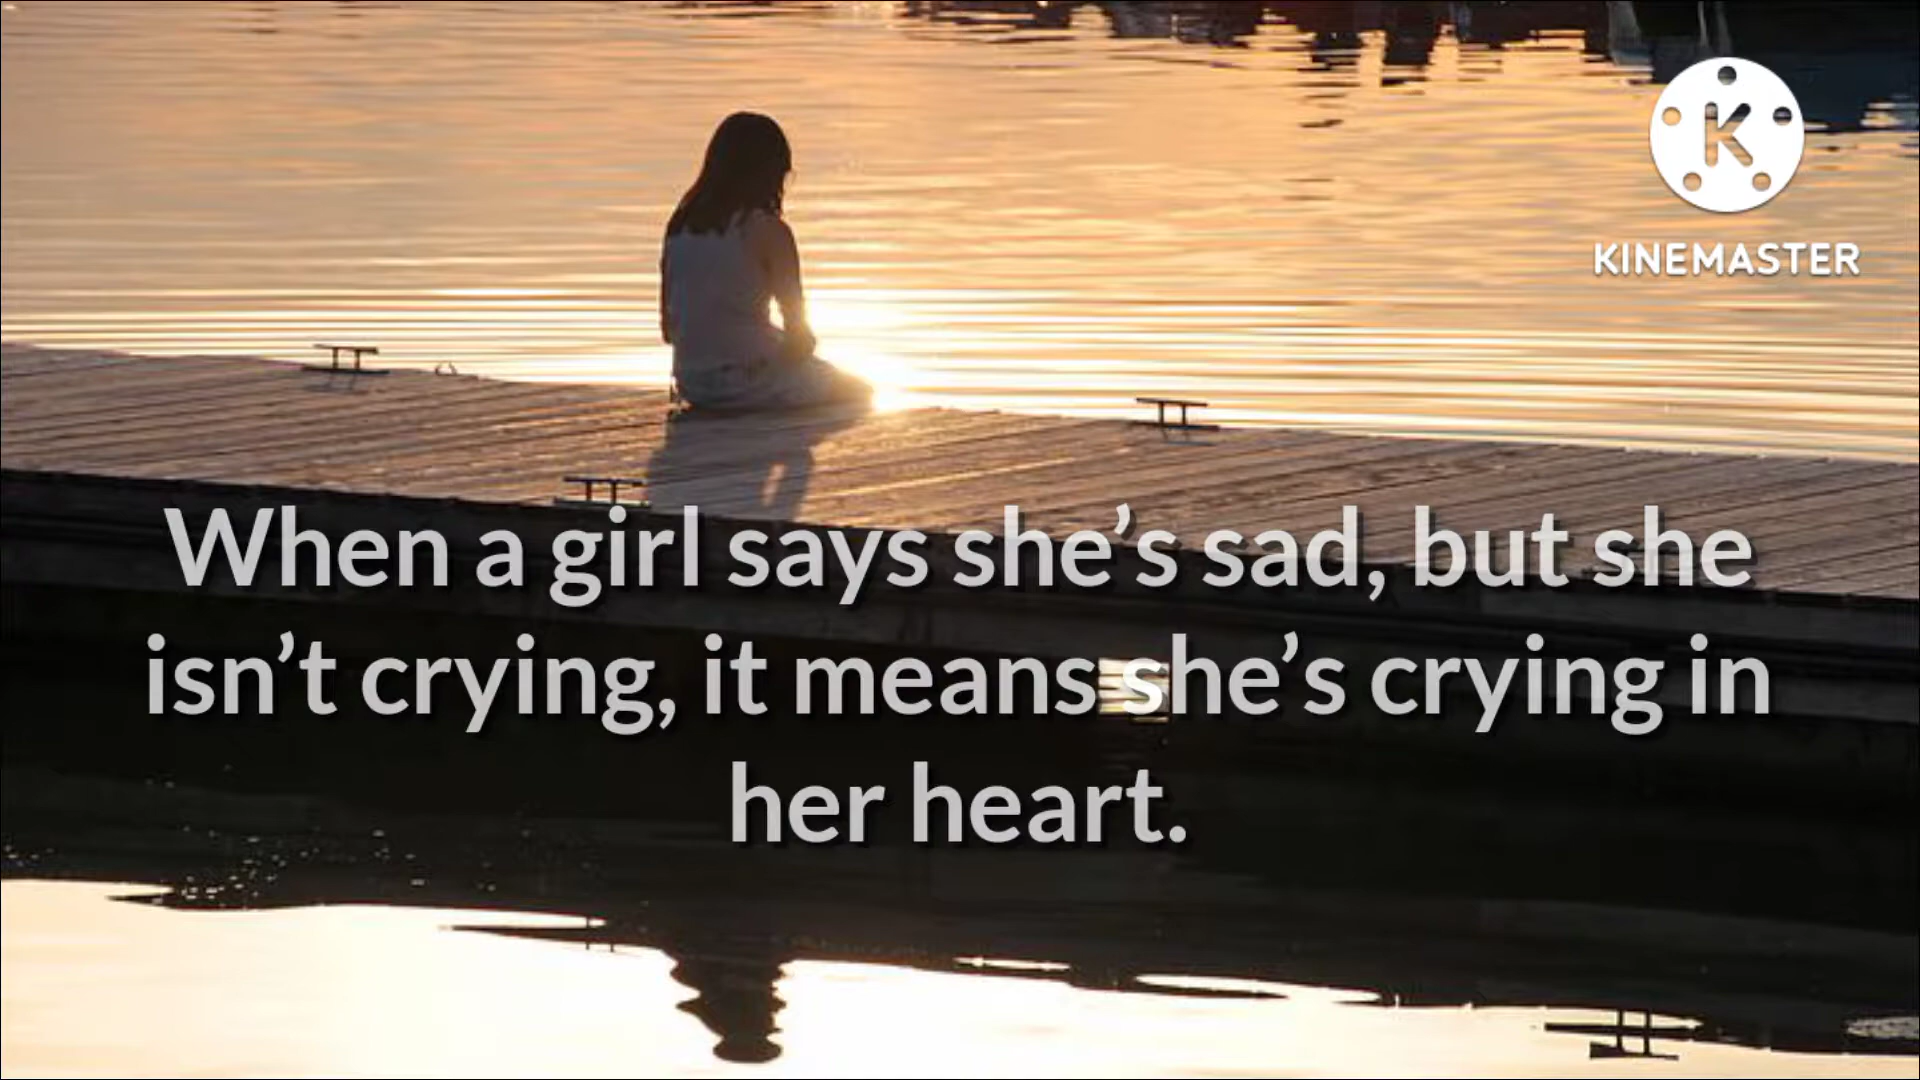 K
KINEMASTER
When a girl says she’s sad, but she
isn’t crying, it means she’s crying in
her heart.